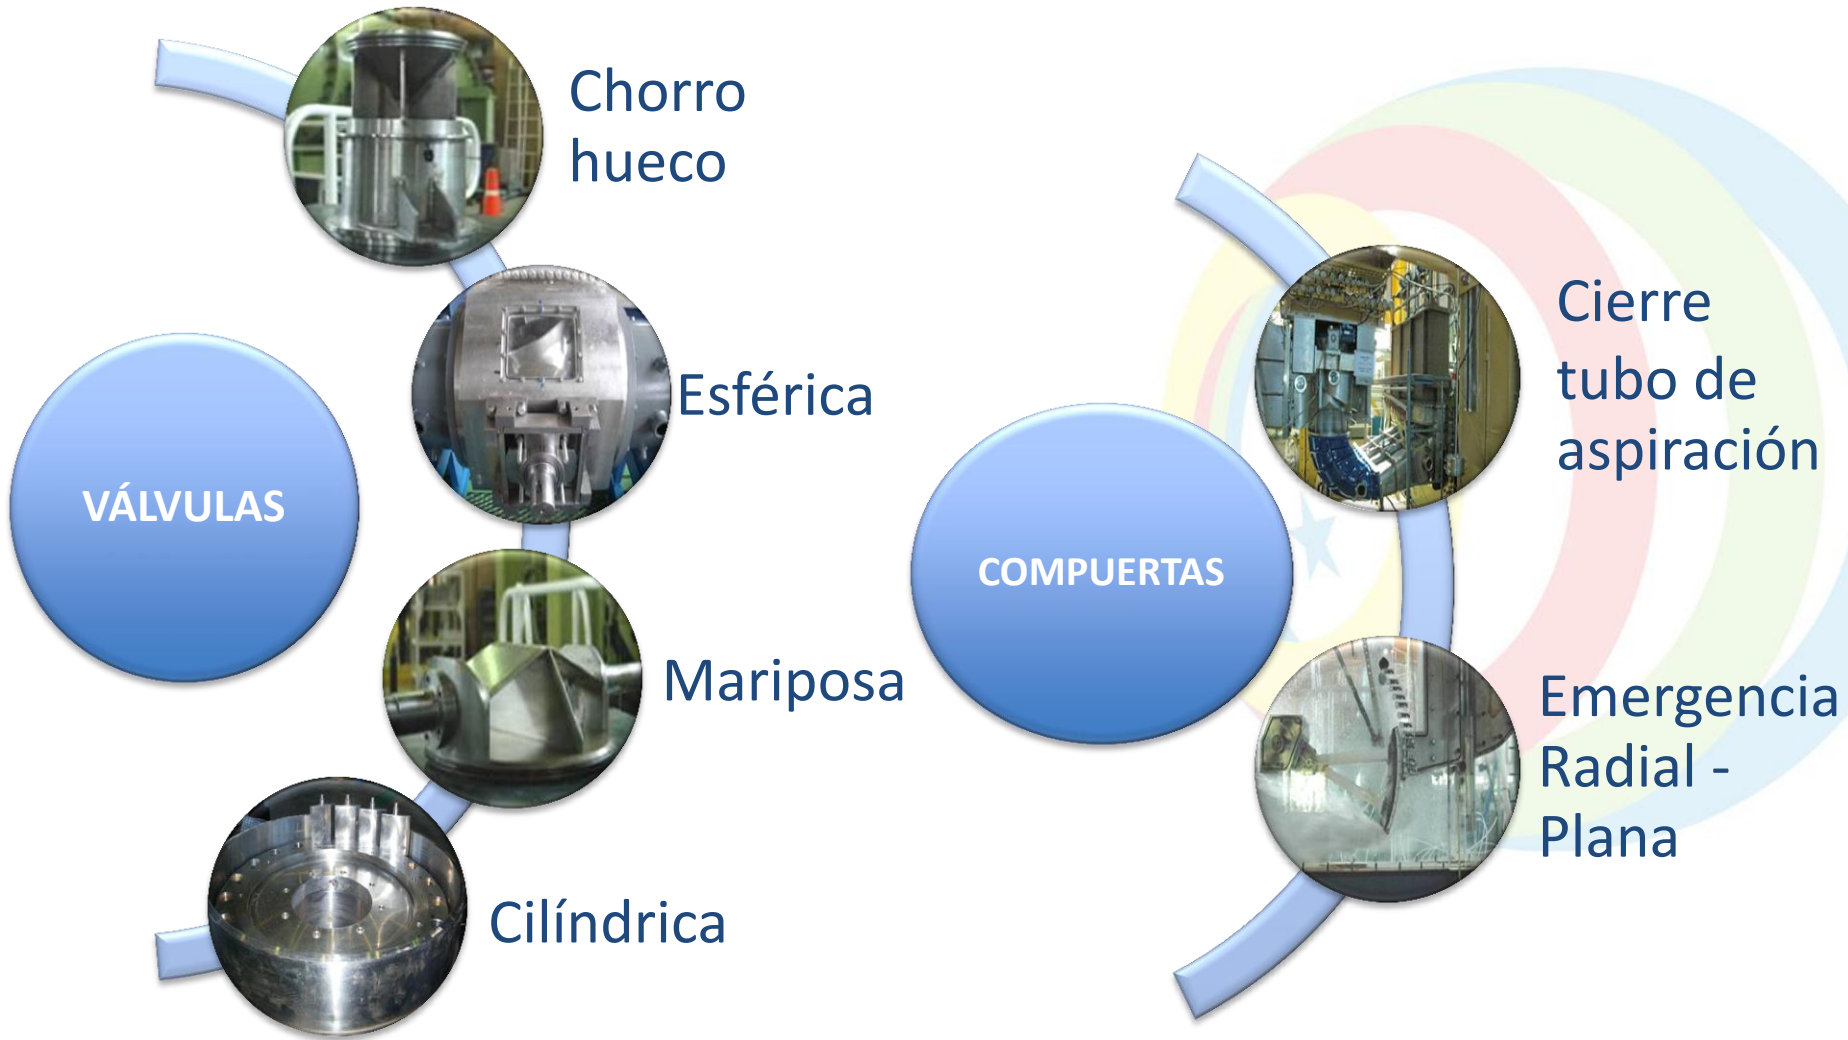 VÁLVULAS
Chorro
hueco
Esférica
Mariposa
Cilíndrica
COMPUERTAS
Cierre
tubo de
aspiración
Emergencia
Radial -
Plana